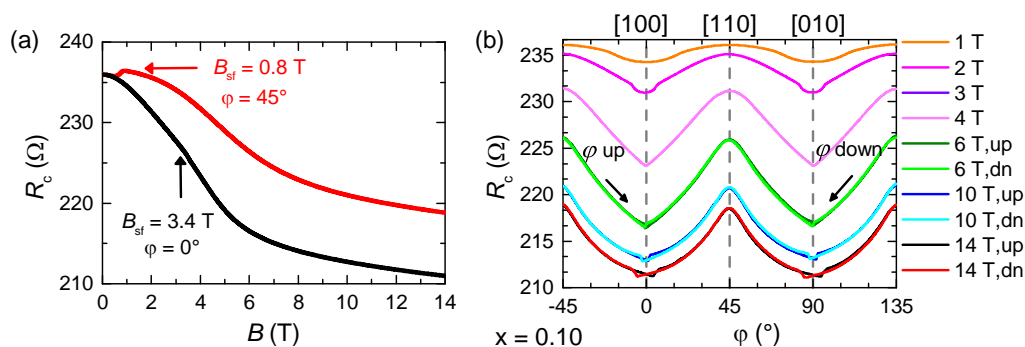 (a)
240
230
220
210
R_c (Ω)
B_sf = 0.8 T
φ = 45°
B_sf = 3.4 T
φ = 0°
0 2 4 6 8 10 12 14
B (T)
(b)
[100] [110] [010]
235
230
225
220
215
210
R_c (Ω)
φ up
φ down
-45 0 45 90 135
φ (°)
x = 0.10
1 T
2 T
3 T
4 T
6 T,up
6 T,dn
10 T,up
10 T,dn
14 T,up
14 T,dn